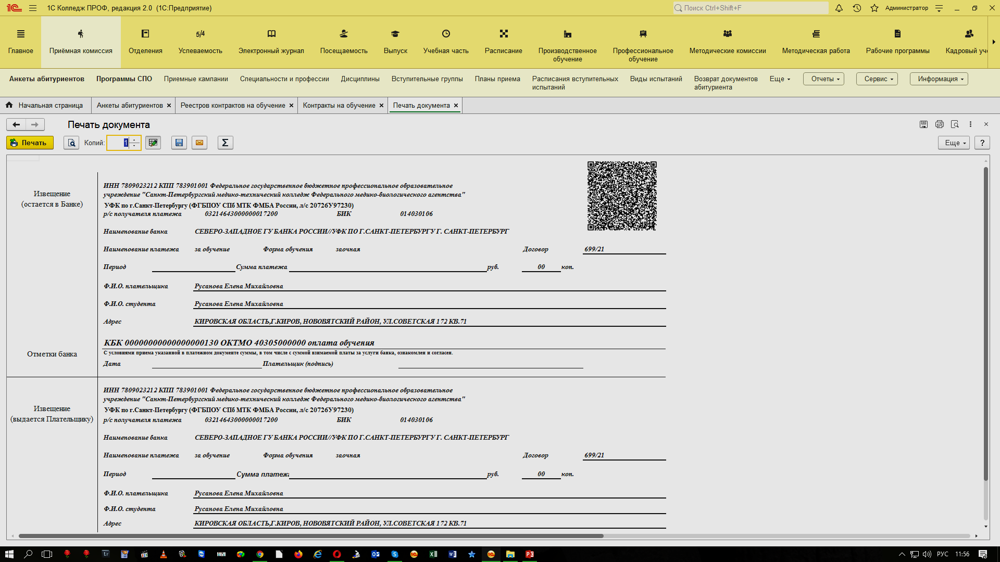 1С Колледж ПРОФ, редакция 2.0 (1С:Предприятие)
Поиск Ctrl+Shift+F
Администратор
Главное
Приёмная комиссия
Отделения
5/4
Успеваемость
Электронный журнал
Посещаемость
Выпуск
Учебная часть
Расписание
Производственное
обучение
Профессиональное
обучение
Методические комиссии
Методическая работа
Рабочие программы
Кадровый уч
Анкеты абитуриентов
Программы СПО
Приемные кампании
Специальности и профессии
Дисциплины
Вступительные группы
Планы приема
Расписания вступительных
испытаний
Виды испытаний
Возврат документов
абитуриента
Еще
Отчеты
Сервис
Информация
Начальная страница
Анкеты абитуриентов
Реестров контрактов на обучение
Контракты на обучение
Печать документа
Печать документа
Печать
Копий:
1
Σ
Еще
?
Извещение
(остается в Банке)
ИНН 7809023212 КПП 783901001 Федеральное государственное бюджетное профессиональное образовательное
учреждение "Санкт-Петербургский медико-технический колледж Федерального медико-биологического агентства"
УФК по г.Санкт-Петербургу (ФГБПОУ СПб МТК ФМБА России, л/с 20726У97230)
р/с получателя платежа 03214643000000017200 БИК 014030106
Наименование банка СЕВЕРО-ЗАПАДНОЕ ГУ БАНКА РОССИИ//УФК ПО Г.САНКТ-ПЕТЕРБУРГУ Г. САНКТ-ПЕТЕРБУРГ
Наименование платежа за обучение Форма обучения заочная Договор 699/21
Период Сумма платежа руб. 00 коп.
Ф.И.О. плательщика Русанова Елена Михайловна
Ф.И.О. студента Русанова Елена Михайловна
Адрес КИРОВСКАЯ ОБЛАСТЬ,Г.КИРОВ, НОВОВЯТСКИЙ РАЙОН, УЛ.СОВЕТСКАЯ 172 КВ.71
КБК 00000000000000000130 ОКТМО 40305000000 оплата обучения
Отметки банка
С условиями приема указанной в платежном документе суммы, в том числе с суммой взимаемой платы за услуги банка, ознакомлен и согласен.
Дата Плательщик (подпись)
Извещение
(выдается Плательщику)
ИНН 7809023212 КПП 783901001 Федеральное государственное бюджетное профессиональное образовательное
учреждение "Санкт-Петербургский медико-технический колледж Федерального медико-биологического агентства"
УФК по г.Санкт-Петербургу (ФГБПОУ СПб МТК ФМБА России, л/с 20726У97230)
р/с получателя платежа 03214643000000017200 БИК 014030106
Наименование банка СЕВЕРО-ЗАПАДНОЕ ГУ БАНКА РОССИИ//УФК ПО Г.САНКТ-ПЕТЕРБУРГУ Г. САНКТ-ПЕТЕРБУРГ
Наименование платежа за обучение Форма обучения заочная Договор 699/21
Период Сумма платежа руб. 00 коп.
Ф.И.О. плательщика Русанова Елена Михайловна
Ф.И.О. студента Русанова Елена Михайловна
Адрес КИРОВСКАЯ ОБЛАСТЬ,Г.КИРОВ, НОВОВЯТСКИЙ РАЙОН, УЛ.СОВЕТСКАЯ 172 КВ.71
РУС 11:56